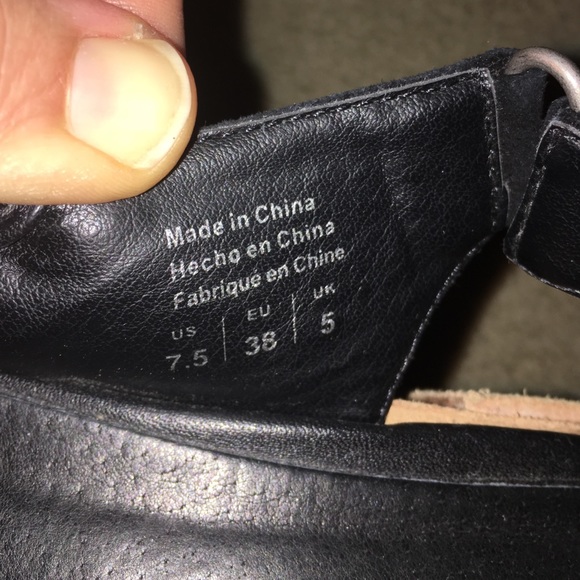 Made in China
Hecho en China
Fabrique en Chine
US | EU | UK
7.5 | 38 | 5